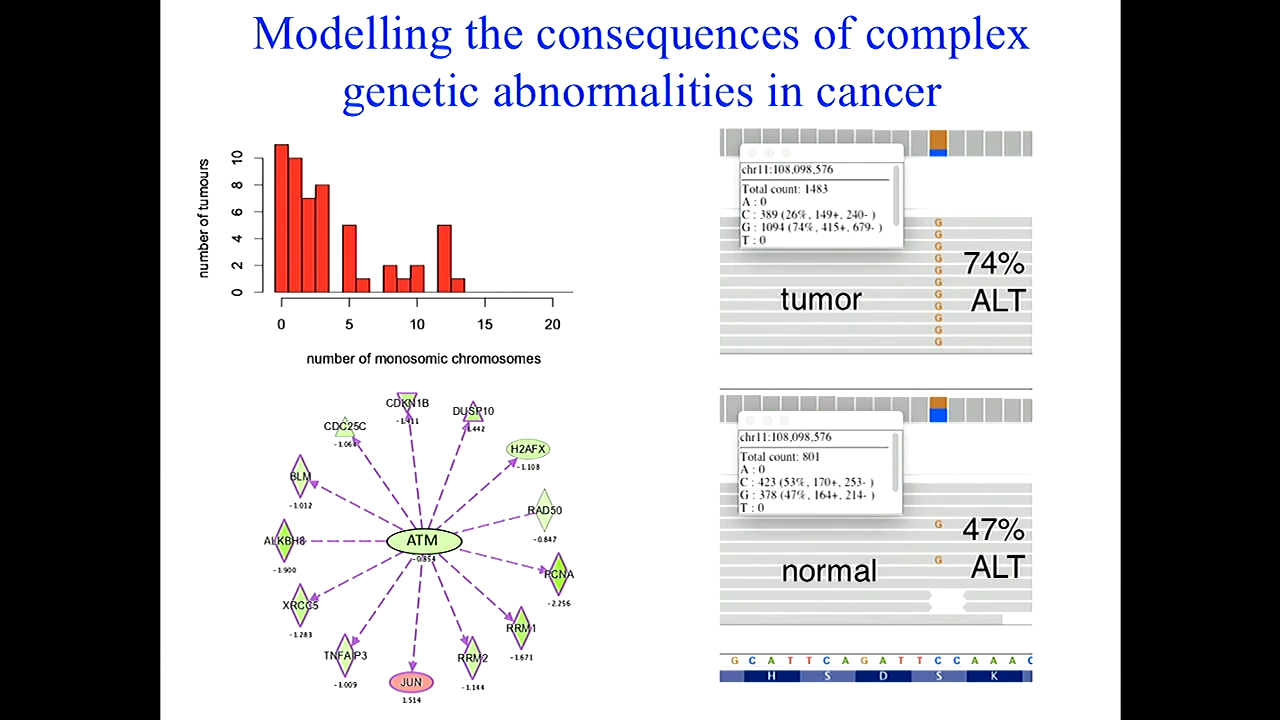 Modelling the consequences of complex
genetic abnormalities in cancer
number of tumours
0
2
4
6
8
10
0
5
10
15
20
number of monosomic chromosomes
chr11:108,098,576
Total count: 1483
A : 0
C : 389 (26%, 149+, 240- )
G : 1094 (74%, 415+, 679- )
T : 0
G
G
G
G
G
G
G
G
G
G
G
74%
ALT
tumor
CDKN1B
-1.411
DUSP10
1.442
CDC25C
H2AFX
-1.108
BLM
-1.012
RAD50
-0.847
ATM
-0.854
ALKBH8
-1.900
PCNA
-2.256
XRCC5
-1.283
RRM1
-1.671
TNFAIP3
-1.009
RRM2
-1.144
JUN
1.514
chr11:108,098,576
Total count: 801
A : 0
C : 423 (53%, 170+, 253- )
G : 378 (47%, 164+, 214- )
T : 0
G
G
47%
ALT
normal
G C A T T C A G A T T C C A A A C
H S D S K